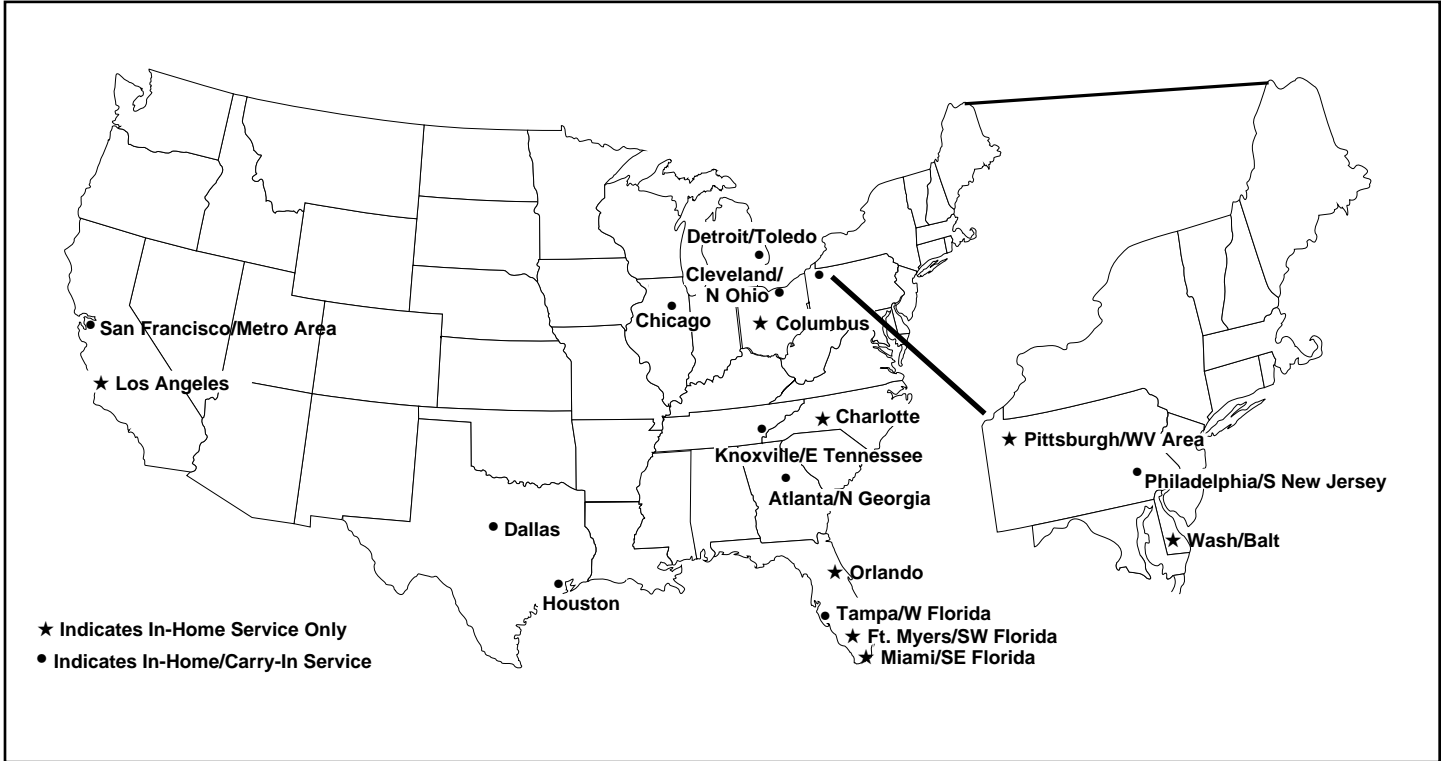 Detroit/Toledo
Cleveland/
N Ohio
Chicago
★ Columbus
San Francisco/Metro Area
★ Los Angeles
★ Charlotte
Knoxville/E Tennessee
Atlanta/N Georgia
★ Pittsburgh/WV Area
Philadelphia/S New Jersey
Dallas
★ Wash/Balt
★ Orlando
Houston
Tampa/W Florida
★ Ft. Myers/SW Florida
★ Miami/SE Florida
★ Indicates In-Home Service Only
• Indicates In-Home/Carry-In Service